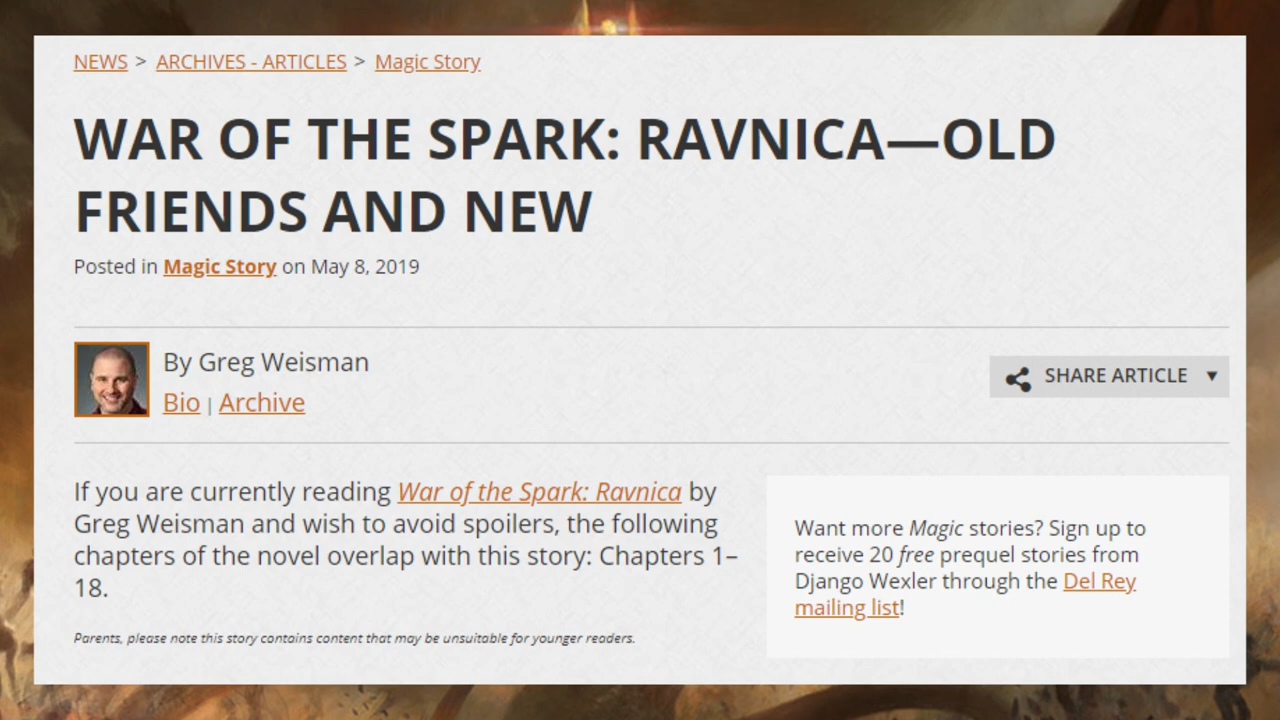 NEWS > ARCHIVES - ARTICLES > Magic Story
WAR OF THE SPARK: RAVNICA—OLD
FRIENDS AND NEW
Posted in Magic Story on May 8, 2019
By Greg Weisman
Bio | Archive
SHARE ARTICLE ▼
If you are currently reading War of the Spark: Ravnica by
Greg Weisman and wish to avoid spoilers, the following
chapters of the novel overlap with this story: Chapters 1–
18.
Parents, please note this story contains content that may be unsuitable for younger readers.
Want more Magic stories? Sign up to
receive 20 free prequel stories from
Django Wexler through the Del Rey
mailing list!